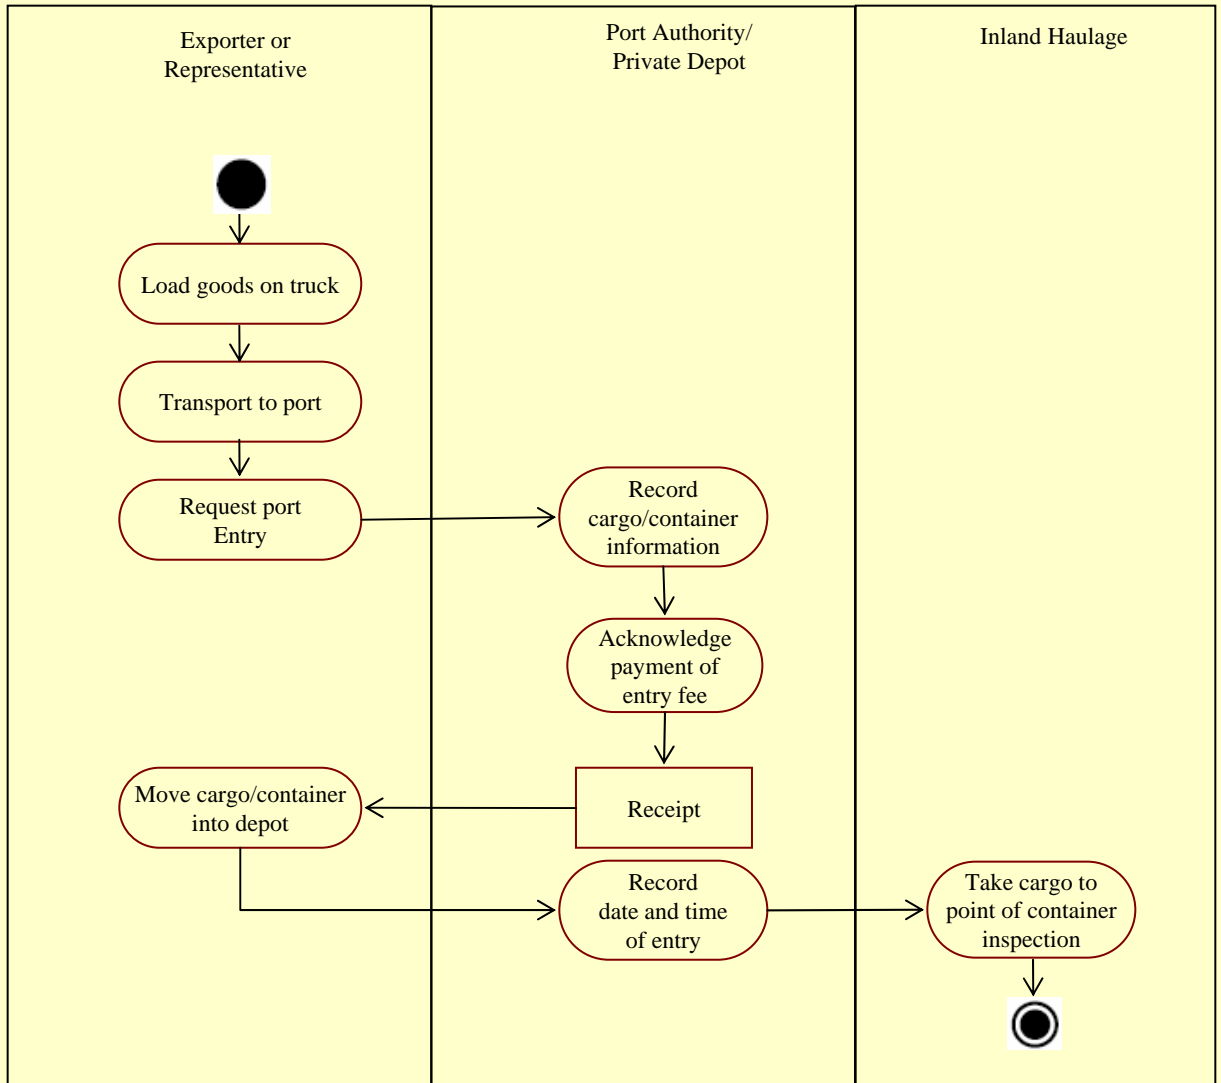 Exporter or
Representative
Port Authority/
Private Depot
Inland Haulage
Load goods on truck
Transport to port
Request port
Entry
Record
cargo/container
information
Acknowledge
payment of
entry fee
Receipt
Move cargo/container
into depot
Record
date and time
of entry
Take cargo to
point of container
inspection